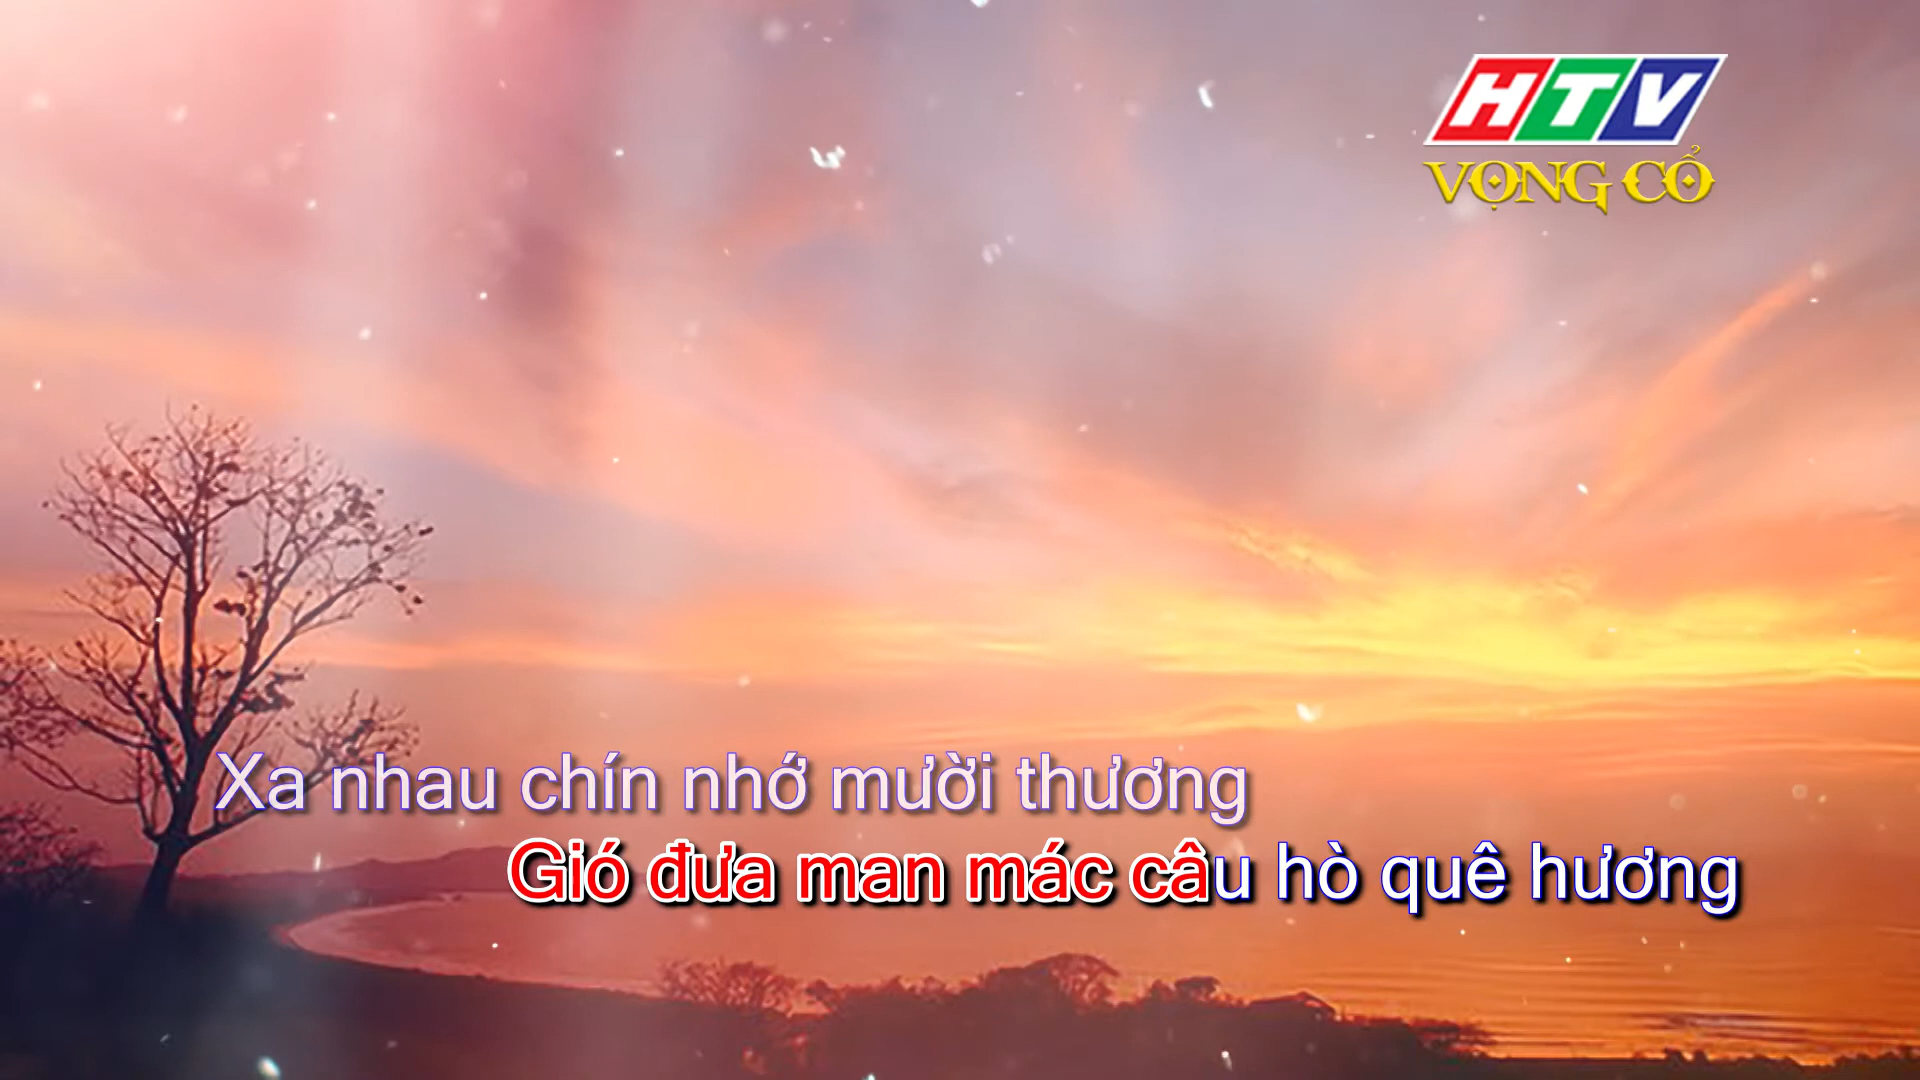 HTV
VỌNG CỔ
Xa nhau chín nhớ mười thương
Gió đưa man mác câu hò quê hương